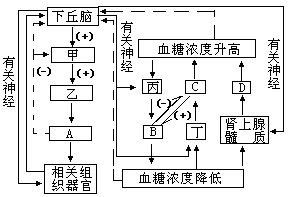 下丘脑
有关神经
(+)
甲
(-)
(+)
乙
A
相关组
织器官
血糖浓度升高
有关神经
丙
C
D
(-)
(+)
B
丁
肾上腺
髓质
血糖浓度降低
有关神经